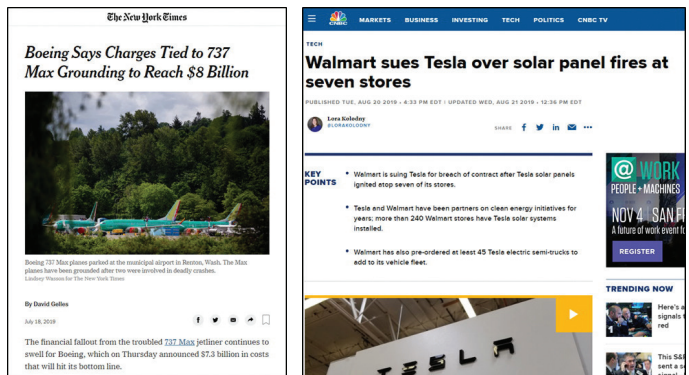 The New York Times
Boeing Says Charges Tied to 737
Max Grounding to Reach $8 Billion
Boeing 737 Max planes parked at the municipal airport in Renton, Wash. The Max
planes have been grounded after two were involved in deadly crashes.
Lindsey Wasson for The New York Times
By David Gelles
July 18, 2019
The financial fallout from the troubled 737 Max jetliner continues to
swell for Boeing, which on Thursday announced $7.3 billion in costs
that will hit its bottom line.
CNBC
MARKETS BUSINESS INVESTING TECH POLITICS CNBC TV
TECH
Walmart sues Tesla over solar panel fires at
seven stores
PUBLISHED TUE, AUG 20 2019 • 4:33 PM EDT | UPDATED WED, AUG 21 2019 • 12:36 PM EDT
Lora Kolodny
@LORAKOLODNY
SHARE
KEY
POINTS
• Walmart is suing Tesla for breach of contract after Tesla solar panels
ignited atop seven of its stores.
• Tesla and Walmart have been partners on clean energy initiatives for
years; more than 240 Walmart stores have Tesla solar systems
installed.
• Walmart has also pre-ordered at least 45 Tesla electric semi-trucks to
add to its vehicle fleet.
TESLA
@ WORK
PEOPLE + MACHINES
NOV 4 | SAN F
A future of work event fo
REGISTER
TRENDING NOW
1
Here's a
signals t
red
This S&
sent a s